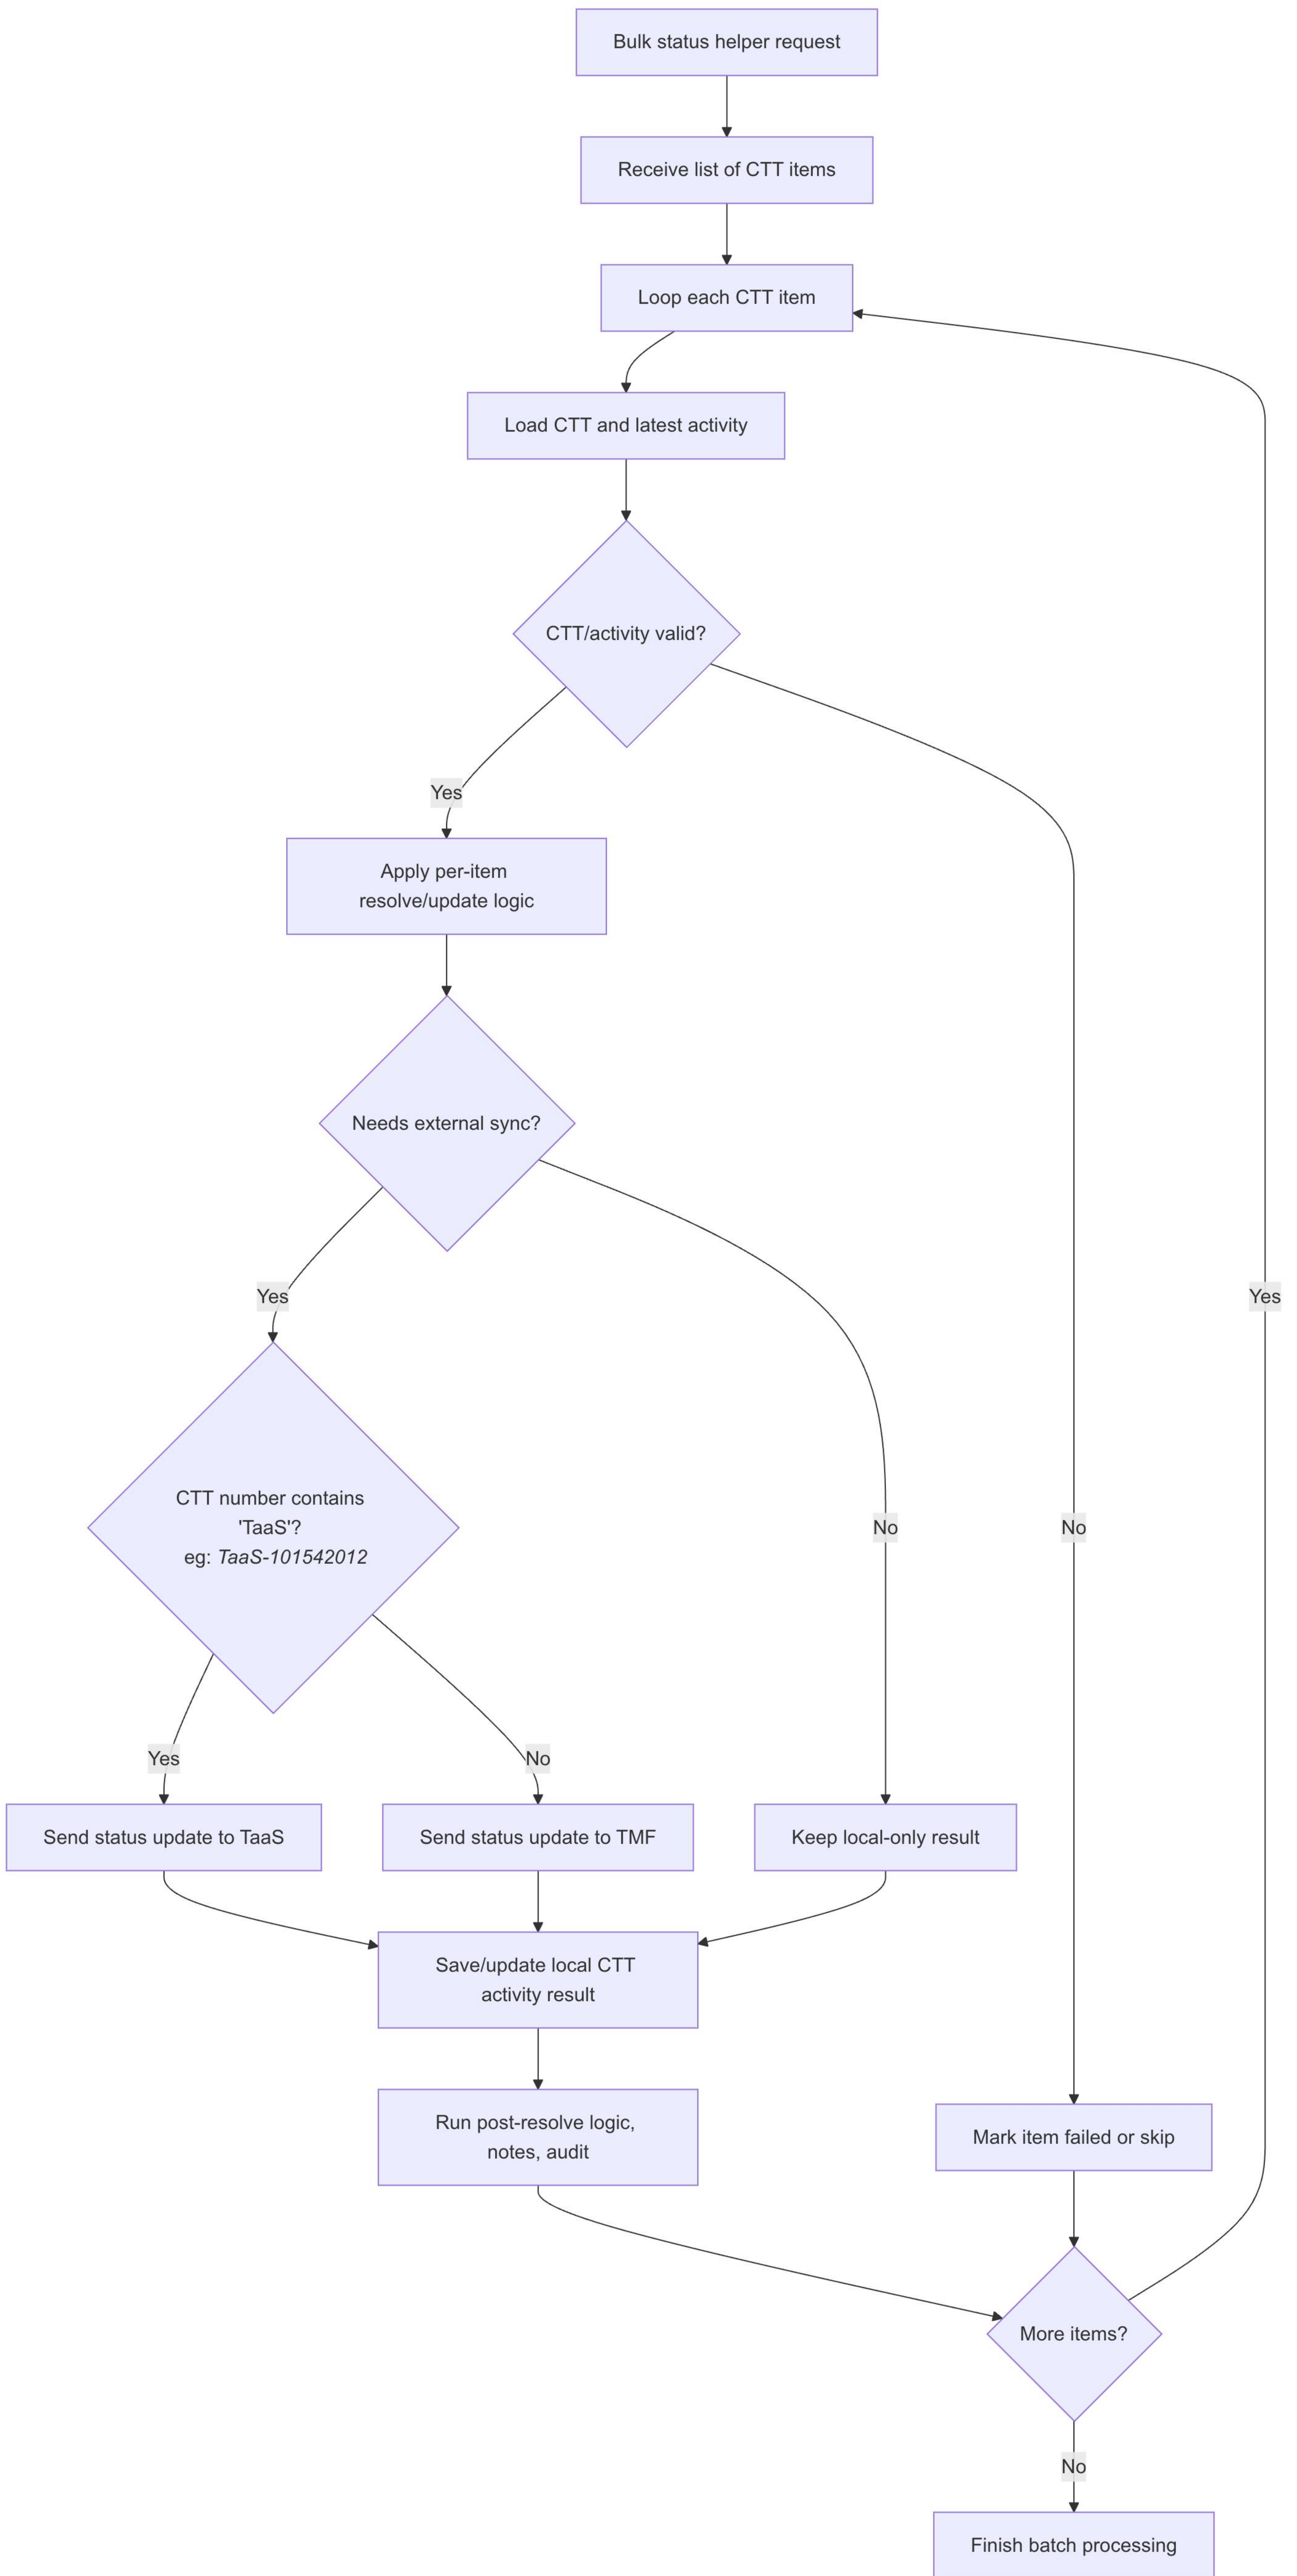 Bulk status helper request
Receive list of CTT items
Loop each CTT item
Load CTT and latest activity
CTT/activity valid?
Yes
Apply per-item
resolve/update logic
Needs external sync?
Yes
Yes
CTT number contains
'TaaS'?
eg: TaaS-101542012
No
No
Yes
No
Send status update to TaaS
Send status update to TMF
Keep local-only result
Save/update local CTT
activity result
Run post-resolve logic,
notes, audit
Mark item failed or skip
More items?
No
Finish batch processing